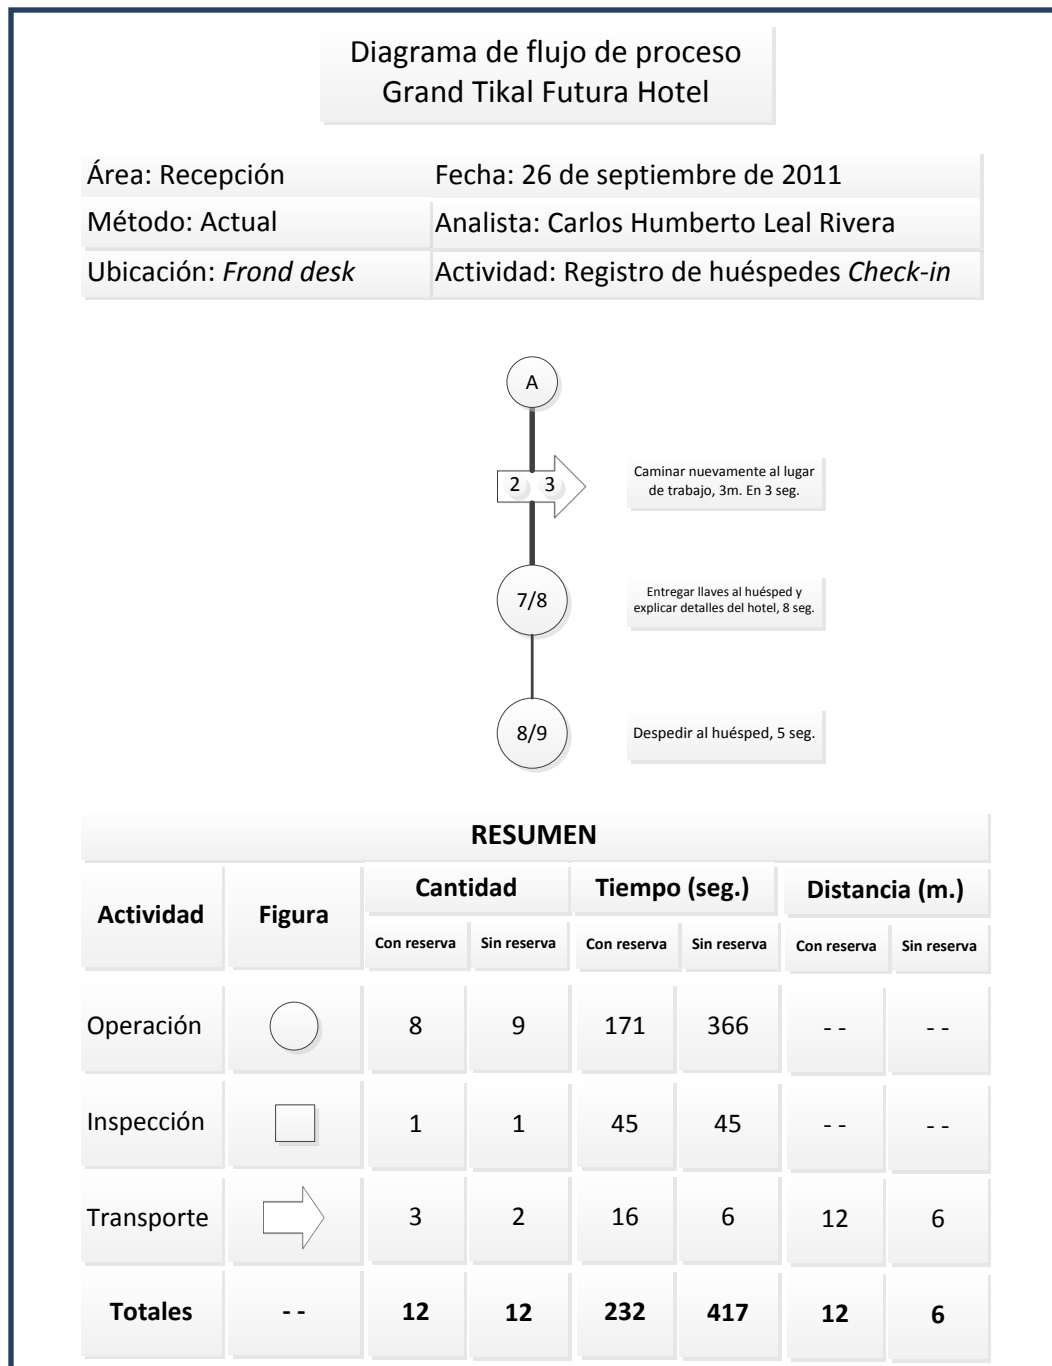 Diagrama de flujo de proceso
Grand Tikal Futura Hotel
Área: Recepción Fecha: 26 de septiembre de 2011
Método: Actual Analista: Carlos Humberto Leal Rivera
Ubicación: Frond desk Actividad: Registro de huéspedes Check-in
A
2 3
Caminar nuevamente al lugar
de trabajo, 3m. En 3 seg.
7/8
Entregar llaves al huésped y
explicar detalles del hotel, 8 seg.
8/9
Despedir al huésped, 5 seg.
RESUMEN
Actividad Figura Cantidad Tiempo (seg.) Distancia (m.)
Con reserva Sin reserva Con reserva Sin reserva Con reserva Sin reserva
Operación 8 9 171 366 - - - -
Inspección 1 1 45 45 - - - -
Transporte 3 2 16 6 12 6
Totales - - 12 12 232 417 12 6